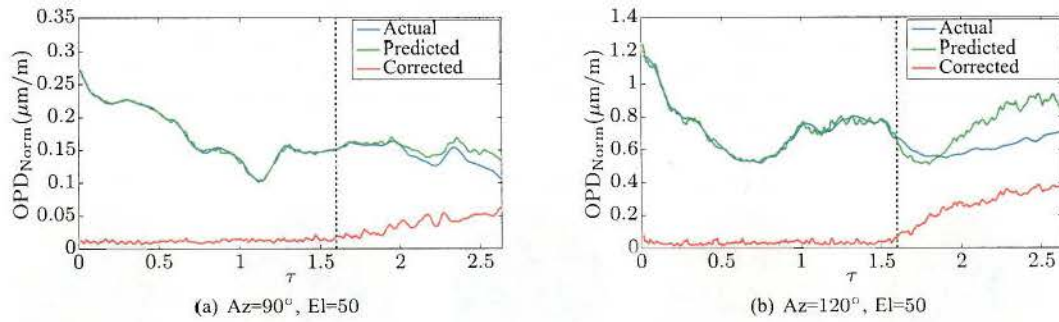 0.35
0.3
0.25
0.2
0.15
0.1
0.05
0
OPD_Norm (μm/m)
Actual
Predicted
Corrected
0 0.5 1 1.5 2 2.5
τ
(a) Az=90°, El=50
1.4
1.2
1
0.8
0.6
0.4
0.2
0
OPD_Norm (μm/m)
Actual
Predicted
Corrected
0 0.5 1 1.5 2 2.5
τ
(b) Az=120°, El=50